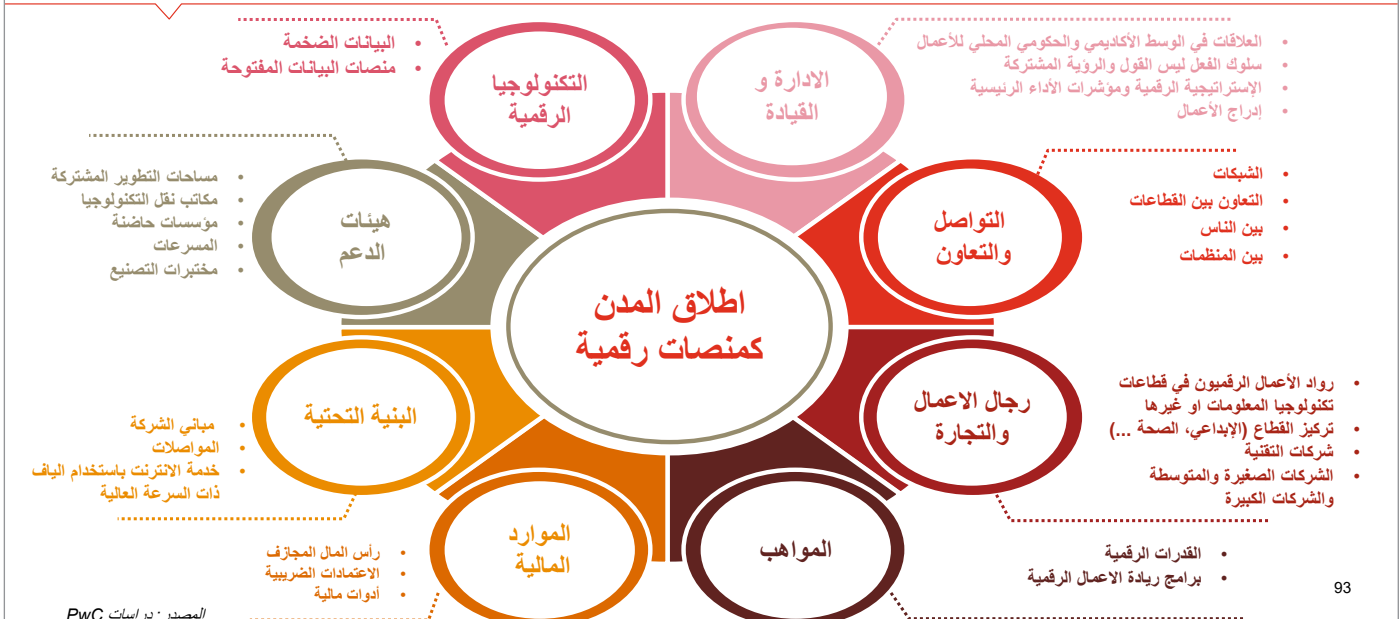 اطلاق المدن
كمنصات رقمية
الادارة و
القيادة
• العلاقات في الوسط الأكاديمي والحكومي المحلي للأعمال
• سلوك الفعل ليس القول والرؤية المشتركة
• الإستراتيجية الرقمية ومؤشرات الأداء الرئيسية
• إدراج الأعمال
التواصل
والتعاون
• الشبكات
• التعاون بين القطاعات
• بين الناس
• بين المنظمات
رجال الاعمال
والتجارة
• رواد الأعمال الرقميون في قطاعات
تكنولوجيا المعلومات او غيرها
• تركيز القطاع (الإبداعي، الصحة ...)
• شركات التقنية
• الشركات الصغيرة والمتوسطة
والشركات الكبيرة
المواهب
• القدرات الرقمية
• برامج ريادة الاعمال الرقمية
الموارد
المالية
• رأس المال المجازف
• الاعتمادات الضريبية
• أدوات مالية
البنية التحتية
• مباني الشركة
• المواصلات
• خدمة الانترنت باستخدام الياف
ذات السرعة العالية
هيئات
الدعم
• مساحات التطوير المشتركة
• مكاتب نقل التكنولوجيا
• مؤسسات حاضنة
• المسرعات
• مختبرات التصنيع
التكنولوجيا
الرقمية
• البيانات الضخمة
• منصات البيانات المفتوحة
93
المصدر : دراسات PwC